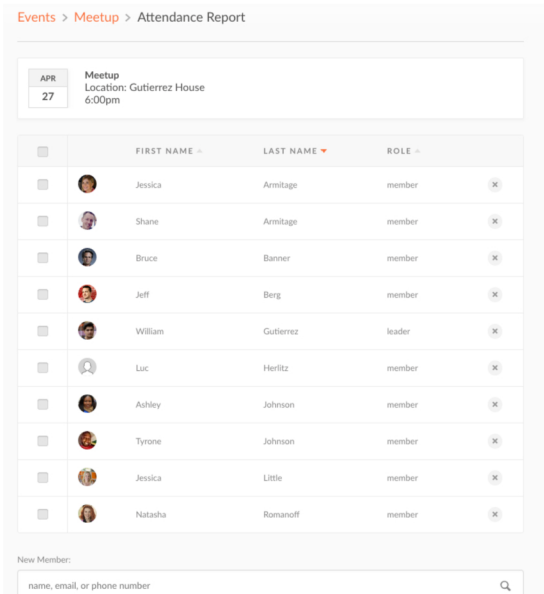 Events > Meetup > Attendance Report
APR
27
Meetup
Location: Gutierrez House
6:00pm
FIRST NAME LAST NAME ROLE
Jessica Armitage member
Shane Armitage member
Bruce Banner member
Jeff Berg member
William Gutierrez leader
Luc Herlitz member
Ashley Johnson member
Tyrone Johnson member
Jessica Little member
Natasha Romanoff member
New Member:
name, email, or phone number